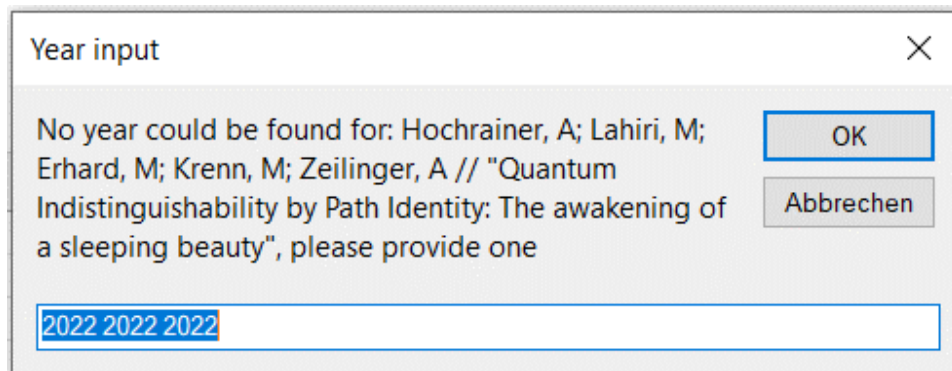 Year input
No year could be found for: Hochrainer, A; Lahiri, M;
Erhard, M; Krenn, M; Zeilinger, A // "Quantum
Indistinguishability by Path Identity: The awakening of
a sleeping beauty", please provide one
OK
Abbrechen
2022 2022 2022